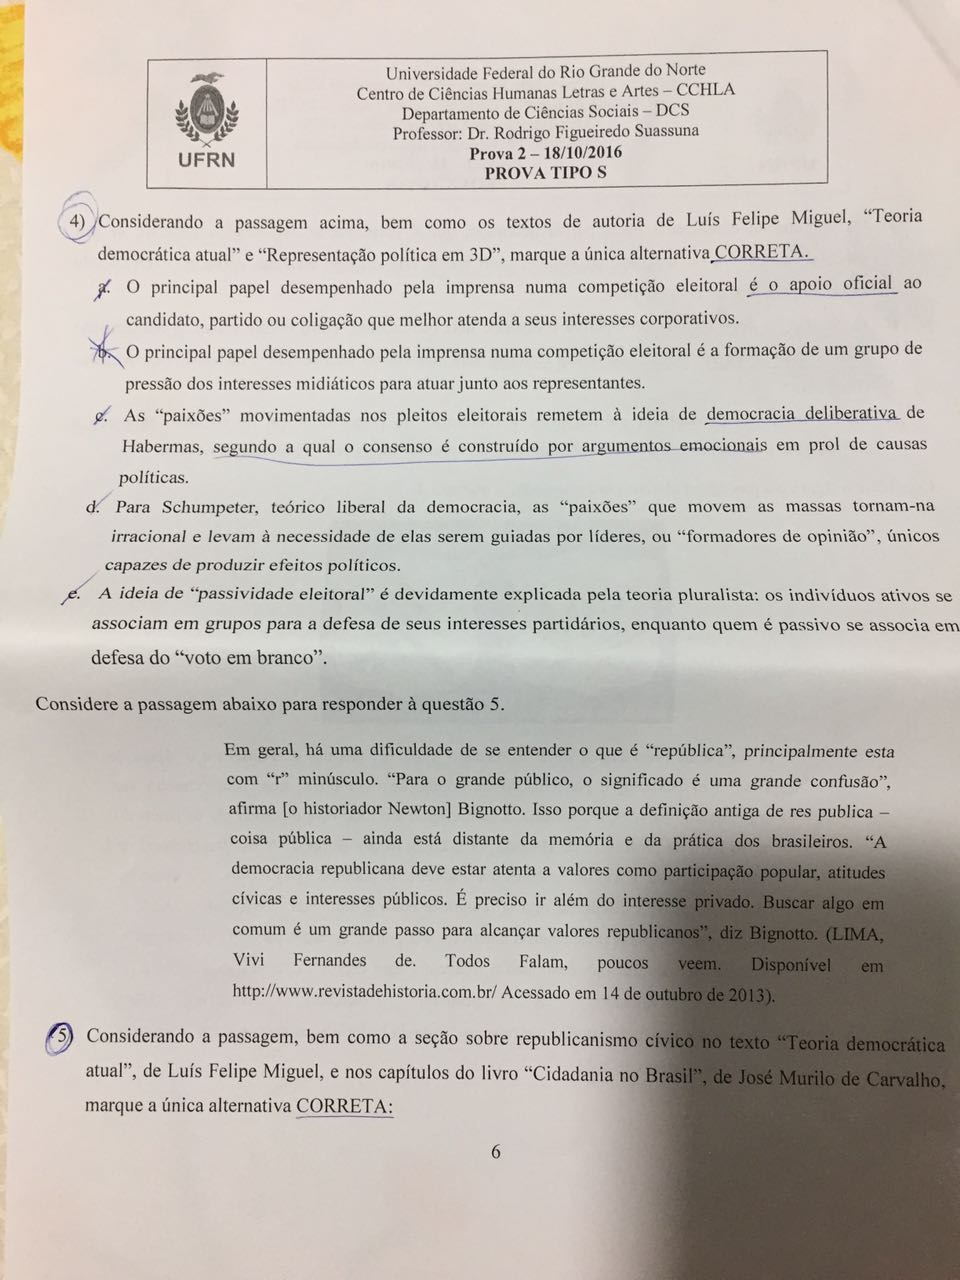 Universidade Federal do Rio Grande do Norte
Centro de Ciências Humanas Letras e Artes – CCHLA
Departamento de Ciências Sociais – DCS
Professor: Dr. Rodrigo Figueiredo Suassuna
Prova 2 – 18/10/2016
PROVA TIPO S
UFRN
4) Considerando a passagem acima, bem como os textos de autoria de Luís Felipe Miguel, “Teoria
democrática atual” e “Representação política em 3D”, marque a única alternativa CORRETA.
a. O principal papel desempenhado pela imprensa numa competição eleitoral é o apoio oficial ao
candidato, partido ou coligação que melhor atenda a seus interesses corporativos.
b. O principal papel desempenhado pela imprensa numa competição eleitoral é a formação de um grupo de
pressão dos interesses midiáticos para atuar junto aos representantes.
c. As “paixões” movimentadas nos pleitos eleitorais remetem à ideia de democracia deliberativa de
Habermas, segundo a qual o consenso é construído por argumentos emocionais em prol de causas
políticas.
d. Para Schumpeter, teórico liberal da democracia, as “paixões” que movem as massas tornam-na
irracional e levam à necessidade de elas serem guiadas por líderes, ou “formadores de opinião”, únicos
capazes de produzir efeitos políticos.
e. A ideia de “passividade eleitoral” é devidamente explicada pela teoria pluralista: os indivíduos ativos se
associam em grupos para a defesa de seus interesses partidários, enquanto quem é passivo se associa em
defesa do “voto em branco”.
Considere a passagem abaixo para responder à questão 5.
Em geral, há uma dificuldade de se entender o que é “república”, principalmente esta
com “r” minúsculo. “Para o grande público, o significado é uma grande confusão”,
afirma [o historiador Newton] Bignotto. Isso porque a definição antiga de res publica –
coisa pública – ainda está distante da memória e da prática dos brasileiros. “A
democracia republicana deve estar atenta a valores como participação popular, atitudes
cívicas e interesses públicos. É preciso ir além do interesse privado. Buscar algo em
comum é um grande passo para alcançar valores republicanos”, diz Bignotto. (LIMA,
Vivi Fernandes de. Todos Falam, poucos veem. Disponível em
http://www.revistadehistoria.com.br/ Acessado em 14 de outubro de 2013).
5) Considerando a passagem, bem como a seção sobre republicanismo cívico no texto “Teoria democrática
atual”, de Luís Felipe Miguel, e nos capítulos do livro “Cidadania no Brasil”, de José Murilo de Carvalho,
marque a única alternativa CORRETA:
6